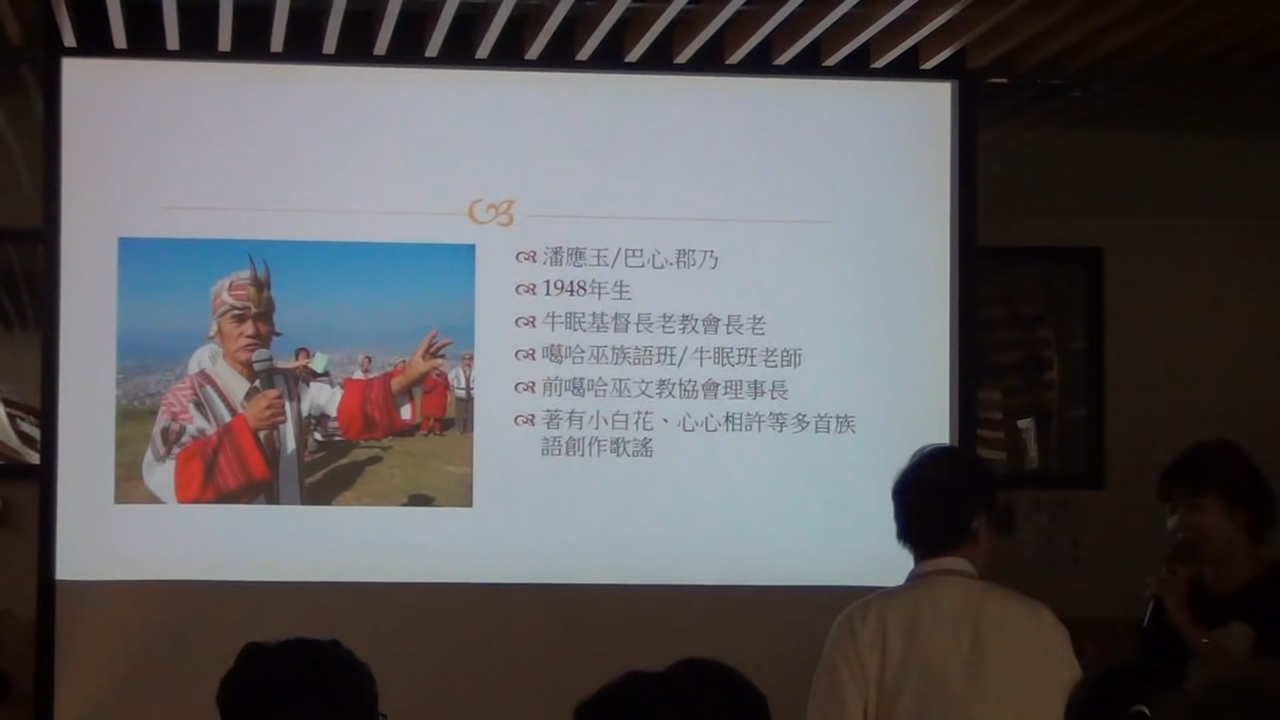 潘應玉/巴心.郡乃
1948年生
牛眠基督長老教會長老
噶哈巫族語班/牛眠班老師
前噶哈巫文教協會理事長
著有小白花、心心相許等多首族
語創作歌謠